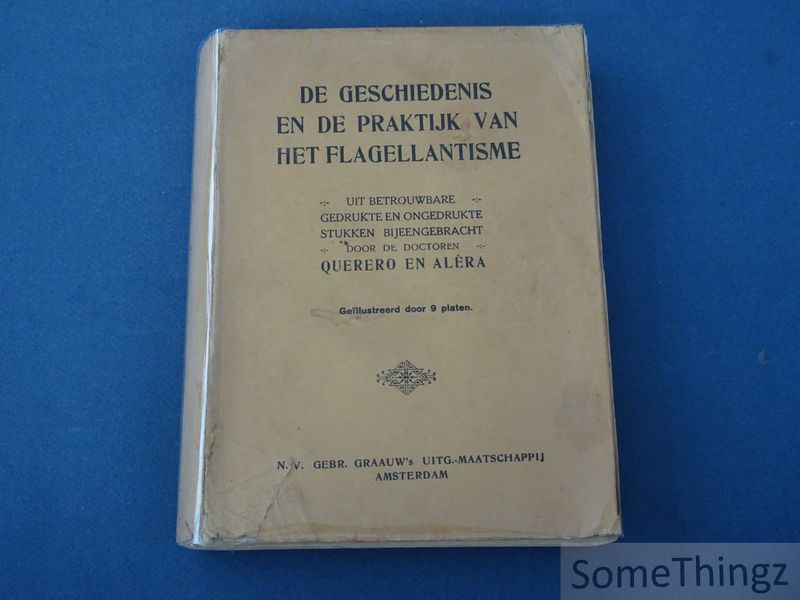 DE GESCHIEDENIS
EN DE PRAKTIJK VAN
HET FLAGELLANTISME
UIT BETROUWBARE
GEDRUKTE EN ONGEDRUKTE
STUKKEN BIJEENGEBRACHT
DOOR DE DOCTOREN
QUERERO EN ALÉRA
Geïllustreerd door 9 platen.
N.V. GEBR. GRAAUW's UITG.-MAATSCHAPPIJ
AMSTERDAM
SomeThingz